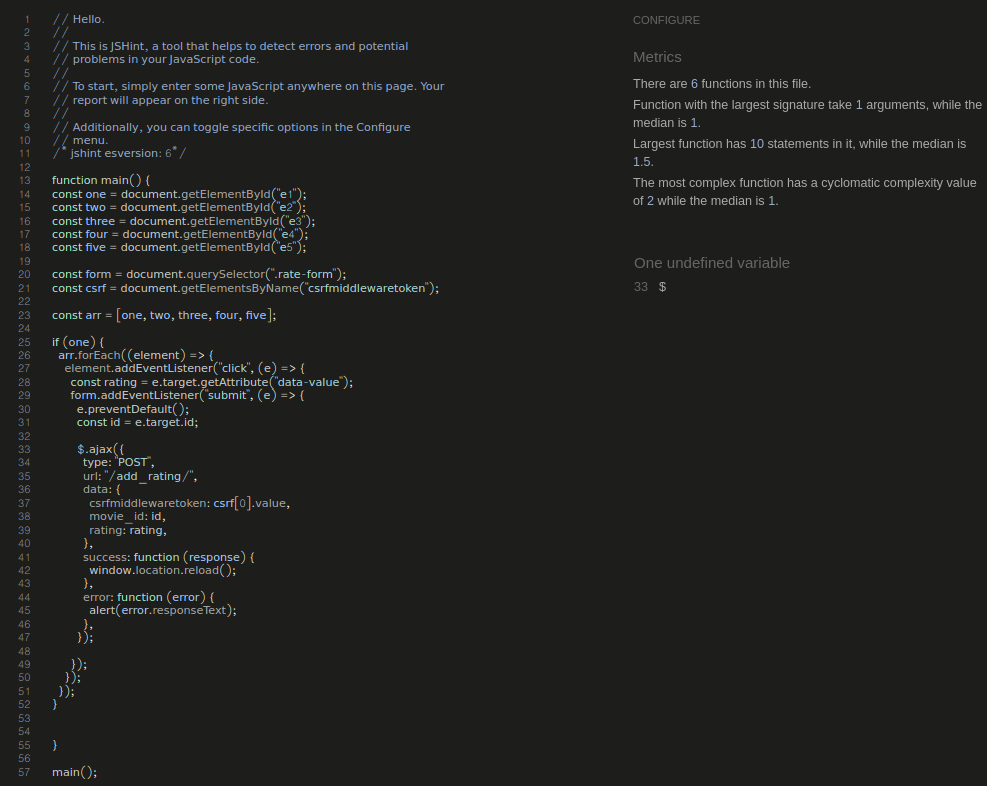 1 // Hello.
2 //
3 // This is JSHint, a tool that helps to detect errors and potential
4 // problems in your JavaScript code.
5 //
6 // To start, simply enter some JavaScript anywhere on this page. Your
7 // report will appear on the right side.
8 //
9 // Additionally, you can toggle specific options in the Configure
10 // menu.
11 /* jshint esversion: 6*/
12
13 function main() {
14 const one = document.getElementById("e1");
15 const two = document.getElementById("e2");
16 const three = document.getElementById("e3");
17 const four = document.getElementById("e4");
18 const five = document.getElementById("e5");
19
20 const form = document.querySelector(".rate-form");
21 const csrf = document.getElementsByName("csrfmiddlewaretoken");
22
23 const arr = [one, two, three, four, five];
24
25 if (one) {
26 arr.forEach((element) => {
27 element.addEventListener("click", (e) => {
28 const rating = e.target.getAttribute("data-value");
29 form.addEventListener("submit", (e) => {
30 e.preventDefault();
31 const id = e.target.id;
32
33 $.ajax({
34 type: "POST",
35 url: "/add_rating/",
36 data: {
37 csrfmiddlewaretoken: csrf[0].value,
38 movie_id: id,
39 rating: rating,
40 },
41 success: function (response) {
42 window.location.reload();
43 },
44 error: function (error) {
45 alert(error.responseText);
46 },
47 });
48
49 });
50 });
51 });
52 }
53
54
55 }
56
57 main();
CONFIGURE
Metrics
There are 6 functions in this file.
Function with the largest signature take 1 arguments, while the
median is 1.
Largest function has 10 statements in it, while the median is
1.5.
The most complex function has a cyclomatic complexity value
of 2 while the median is 1.
One undefined variable
33 $